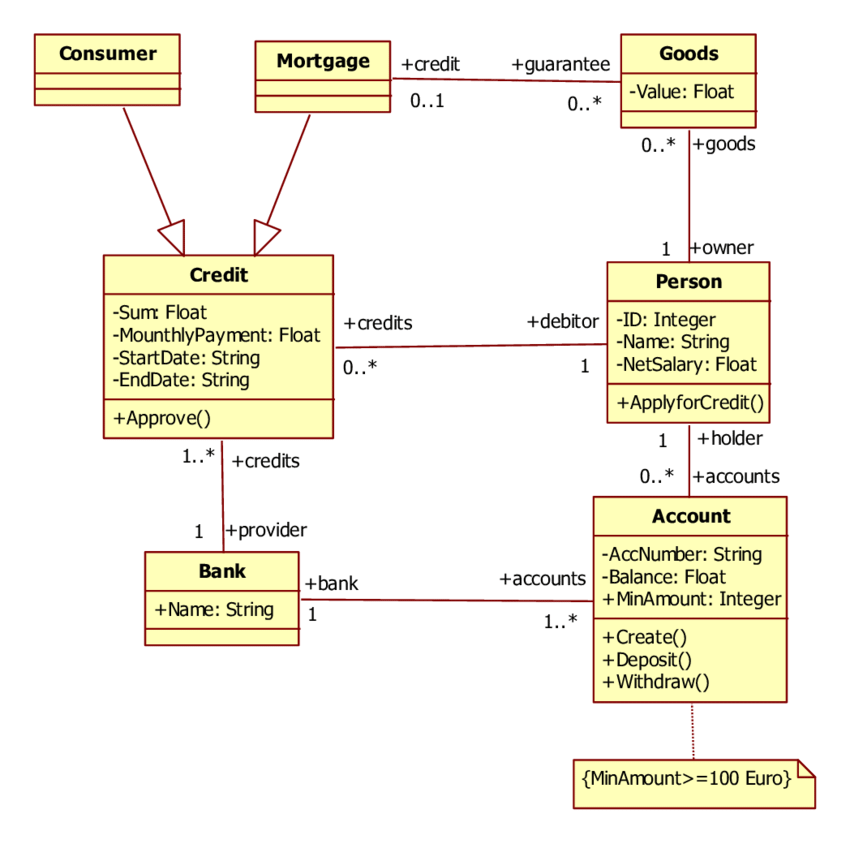 Consumer
Mortgage
+credit
0..1
+guarantee
0..*
Goods
-Value: Float
0..*
+goods
1
+owner
Credit
-Sum: Float
-MounthlyPayment: Float
-StartDate: String
-EndDate: String
+Approve()
+credits
0..*
+debitor
1
Person
-ID: Integer
-Name: String
-NetSalary: Float
+ApplyforCredit()
1
+holder
0..*
+accounts
1..*
+credits
1
+provider
Bank
+Name: String
+bank
1
+accounts
1..*
Account
-AccNumber: String
-Balance: Float
+MinAmount: Integer
+Create()
+Deposit()
+Withdraw()
{MinAmount>=100 Euro}